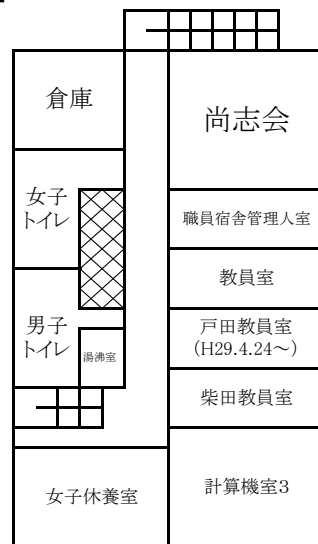 倉庫
尚志会
女子
トイレ
職員宿舎管理人室
教員室
男子
トイレ
湯沸室
戸田教員室
(H29.4.24～)
柴田教員室
女子休養室
計算機室3